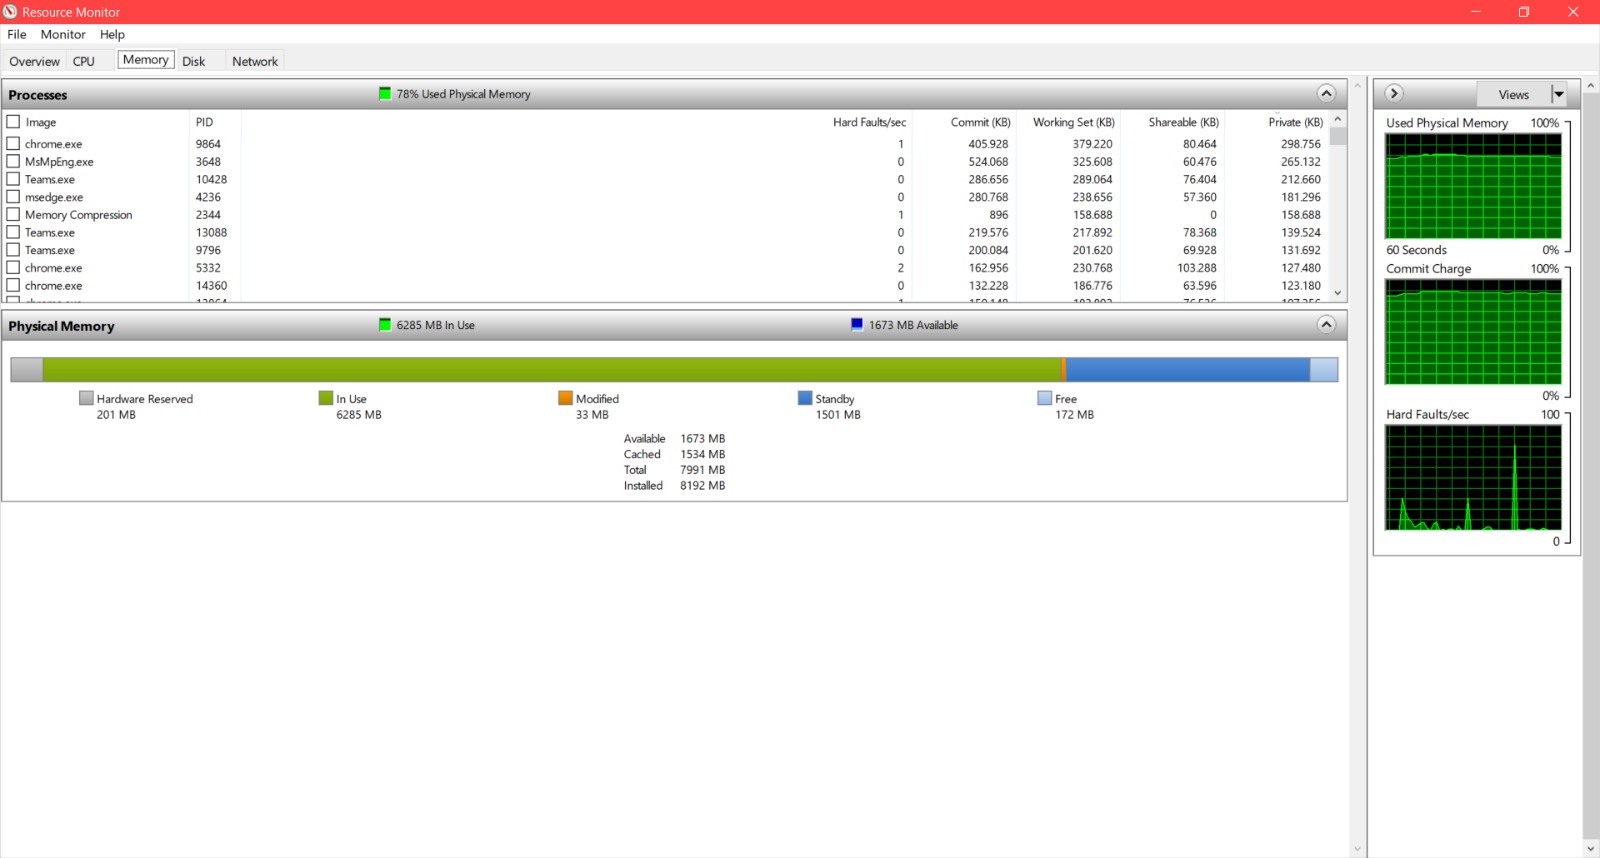 Resource Monitor
File Monitor Help
Overview CPU Memory Disk Network
Processes 78% Used Physical Memory
Image PID Hard Faults/sec Commit (KB) Working Set (KB) Shareable (KB) Private (KB)
chrome.exe 9864 1 405.928 379.220 80.464 298.756
MsMpEng.exe 3648 0 524.068 325.608 60.476 265.132
Teams.exe 10428 0 286.656 289.064 76.404 212.660
msedge.exe 4236 0 280.768 238.656 57.360 181.296
Memory Compression 2344 1 896 158.688 0 158.688
Teams.exe 13088 0 219.576 217.892 78.368 139.524
Teams.exe 9796 0 200.084 201.620 69.928 131.692
chrome.exe 5332 2 162.956 230.768 103.288 127.480
chrome.exe 14360 0 132.228 186.776 63.596 123.180
Physical Memory 6285 MB In Use 1673 MB Available
Hardware Reserved In Use Modified Standby Free
201 MB 6285 MB 33 MB 1501 MB 172 MB
Available 1673 MB
Cached 1534 MB
Total 7991 MB
Installed 8192 MB
Views
Used Physical Memory 100%
60 Seconds 0%
Commit Charge 100%
0%
Hard Faults/sec 100
0